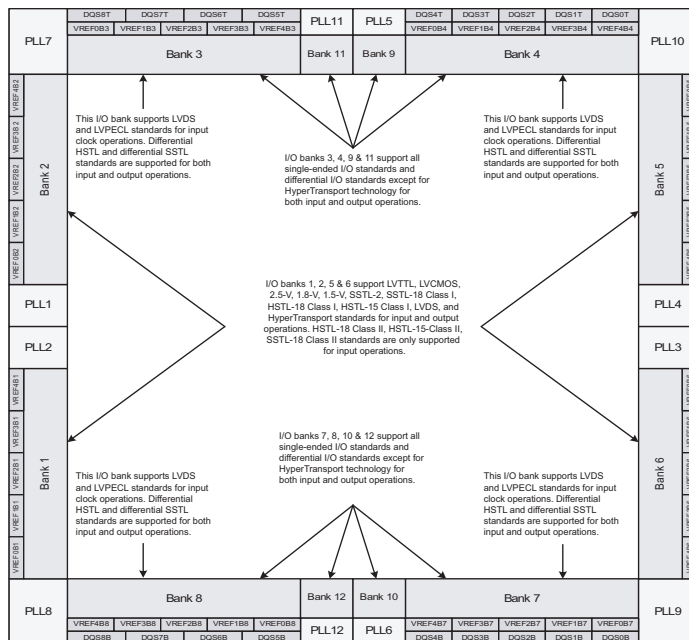 DQS8T DQS7T DQS6T DQS5T
PLL11 PLL5
DQS4T DQS3T DQS2T DQS1T DQS0T
PLL7
VREF0B3 VREF1B3 VREF2B3 VREF3B3 VREF4B3
VREF0B4 VREF1B4 VREF2B4 VREF3B4 VREF4B4
PLL10
Bank 3
Bank 11
Bank 9
Bank 4
VREF4B2
VREF3B2
VREF2B2
VREF1B2
VREF0B2
Bank 2
This I/O bank supports LVDS
and LVPECL standards for input
clock operations. Differential
HSTL and differential SSTL
standards are supported for both
input and output operations.
I/O banks 3, 4, 9 & 11 support all
single-ended I/O standards and
differential I/O standards except for
HyperTransport technology for
both input and output operations.
This I/O bank supports LVDS
and LVPECL standards for input
clock operations. Differential
HSTL and differential SSTL
standards are supported for both
input and output operations.
Bank 5
PLL1
PLL2
I/O banks 1, 2, 5 & 6 support LVTTL, LVCMOS,
2.5-V, 1.8-V, 1.5-V, SSTL-2, SSTL-18 Class I,
HSTL-18 Class I, HSTL-15 Class I, LVDS, and
HyperTransport standards for input and output
operations. HSTL-18 Class II, HSTL-15-Class II,
SSTL-18 Class II standards are only supported
for input operations.
PLL4
PLL3
VREF4B1
VREF3B1
VREF2B1
VREF1B1
VREF0B1
Bank 1
This I/O bank supports LVDS
and LVPECL standards for input
clock operations. Differential
HSTL and differential SSTL
standards are supported for both
input and output operations.
I/O banks 7, 8, 10 & 12 support all
single-ended I/O standards and
differential I/O standards except for
HyperTransport technology for
both input and output operations.
This I/O bank supports LVDS
and LVPECL standards for input
clock operations. Differential
HSTL and differential SSTL
standards are supported for both
input and output operations.
Bank 6
Bank 8
Bank 12
Bank 10
Bank 7
PLL8
VREF4B8 VREF3B8 VREF2B8 VREF1B8 VREF0B8
PLL12 PLL6
VREF4B7 VREF3B7 VREF2B7 VREF1B7 VREF0B7
PLL9
DQS8B DQS7B DQS6B DQS5B
DQS4B DQS3B DQS2B DQS1B DQS0B